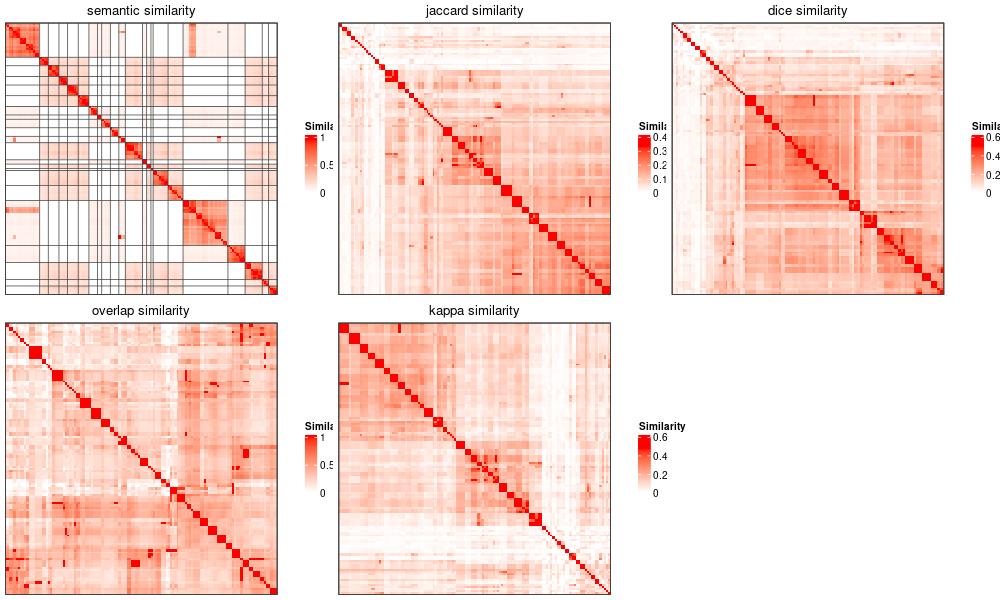 semantic similarity
jaccard similarity
dice similarity
Simila
1
0.5
0
Simila
0.4
0.3
0.2
0.1
0
Simila
0.6
0.4
0.2
0
overlap similarity
kappa similarity
Simila
1
0.5
0
Similarity
0.6
0.4
0.2
0